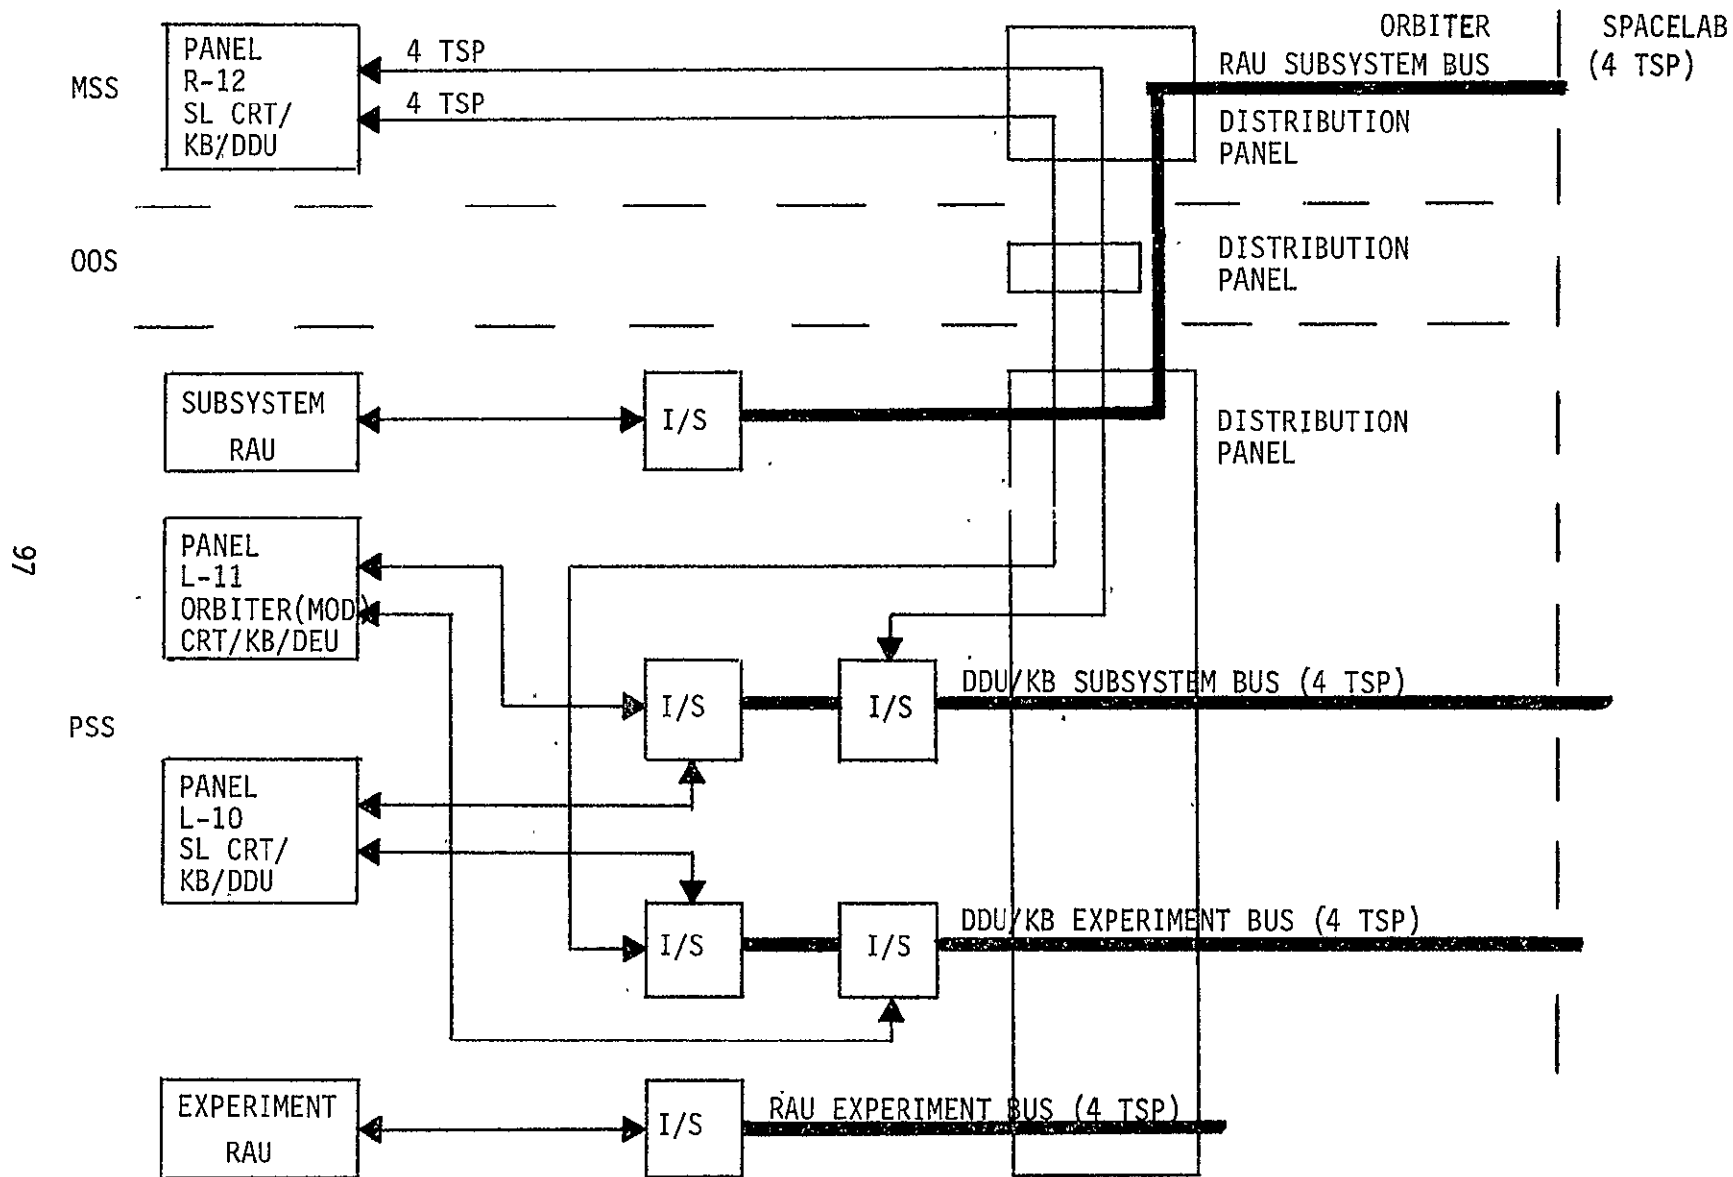 ORBITER
SPACELAB
PANEL
R-12
SL CRT/
KB/DDU
4 TSP
4 TSP
RAU SUBSYSTEM BUS
(4 TSP)
MSS
DISTRIBUTION
PANEL
OOS
DISTRIBUTION
PANEL
SUBSYSTEM
RAU
I/S
DISTRIBUTION
PANEL
97
PANEL
L-11
ORBITER(MOD)
CRT/KB/DEU
I/S
I/S
DDU/KB SUBSYSTEM BUS (4 TSP)
PSS
PANEL
L-10
SL CRT/
KB/DDU
I/S
I/S
DDU/KB EXPERIMENT BUS (4 TSP)
EXPERIMENT
RAU
I/S
RAU EXPERIMENT BUS (4 TSP)